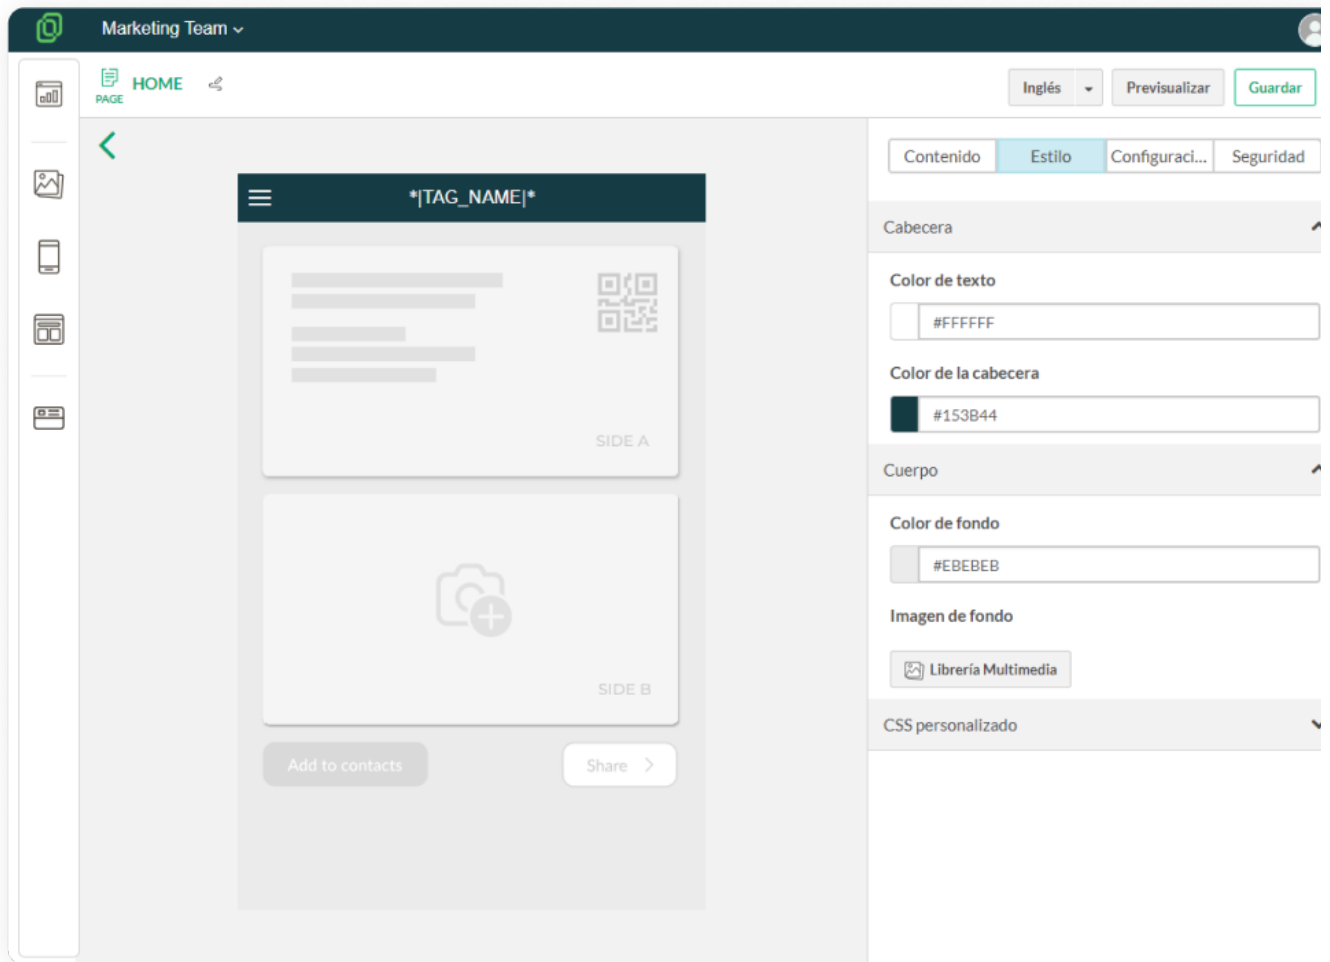 Marketing Team
PAGE
HOME
Inglés
Previsualizar
Guardar
Contenido
Estilo
Configuraci...
Seguridad
*|TAG_NAME|*
SIDE A
SIDE B
Add to contacts
Share
Cabecera
Color de texto
#FFFFFF
Color de la cabecera
#153B44
Cuerpo
Color de fondo
#EBEBEB
Imagen de fondo
Librería Multimedia
CSS personalizado